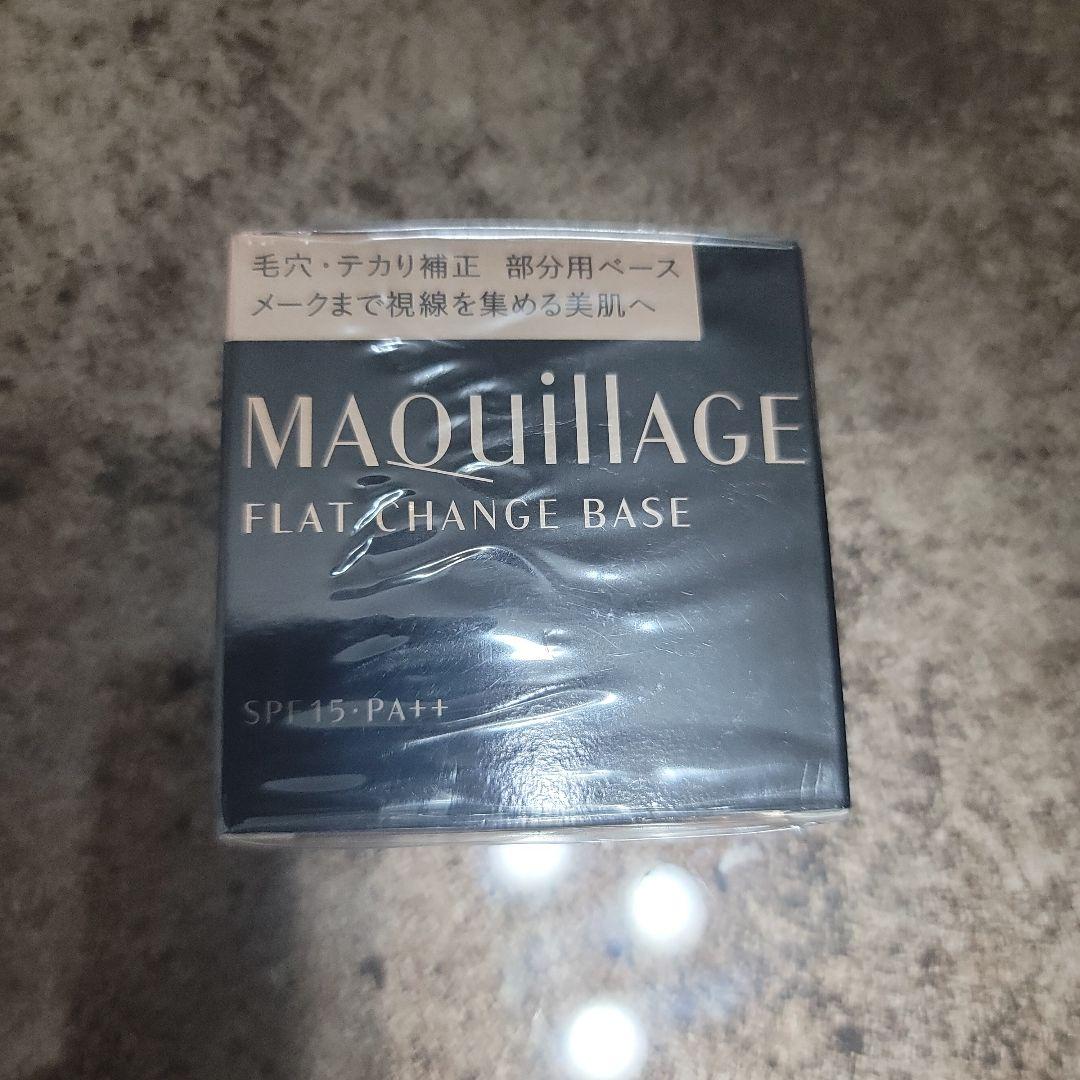 毛穴・テカり補正 部分用ベース
メークまで視線を集める美肌へ
MAQuillAGE
FLAT CHANGE BASE
SPF15・PA++